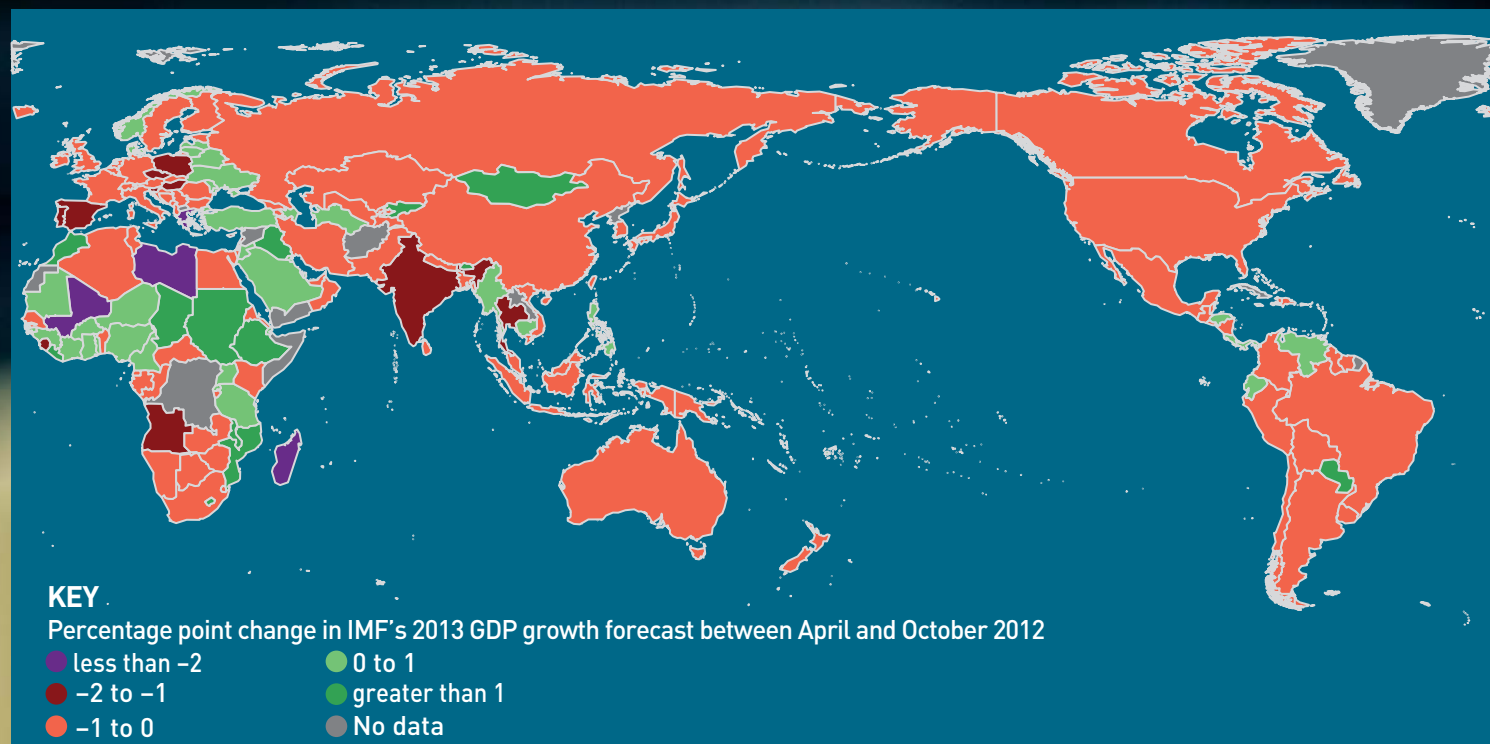 KEY
Percentage point change in IMF's 2013 GDP growth forecast between April and October 2012
less than –2
–2 to –1
–1 to 0
0 to 1
greater than 1
No data